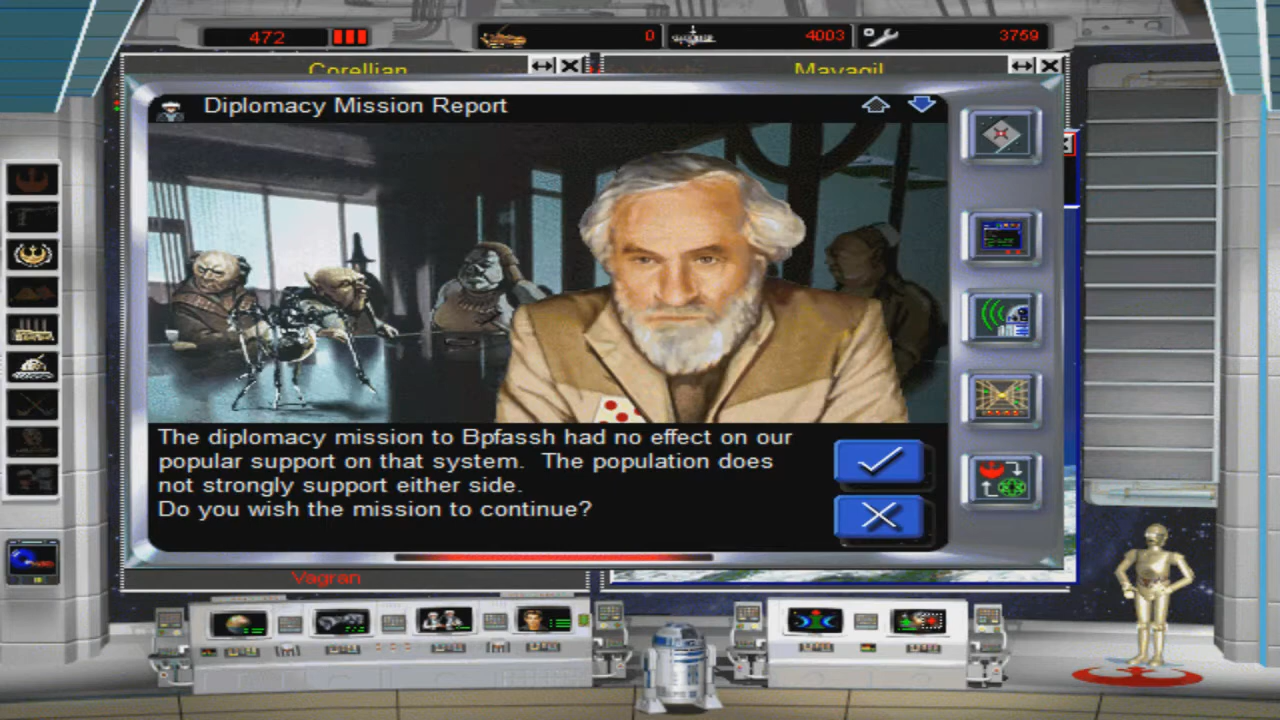 472
0
4003
3759
Corellian
Mayagil
Diplomacy Mission Report
The diplomacy mission to Bpfassh had no effect on our
popular support on that system. The population does
not strongly support either side.
Do you wish the mission to continue?
Vagran